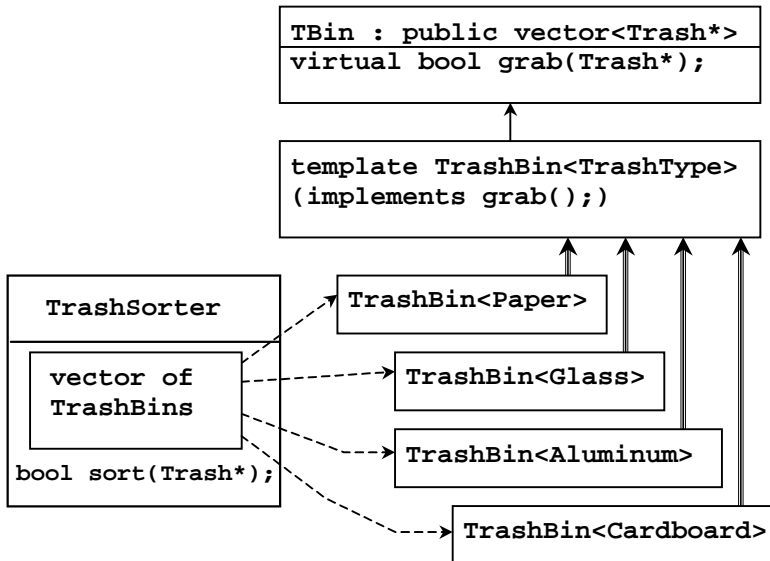 TBin : public vector<Trash*>
virtual bool grab(Trash*);
template TrashBin<TrashType>
(implements grab();)
TrashSorter
vector of
TrashBins
bool sort(Trash*);
TrashBin<Paper>
TrashBin<Glass>
TrashBin<Aluminum>
TrashBin<Cardboard>